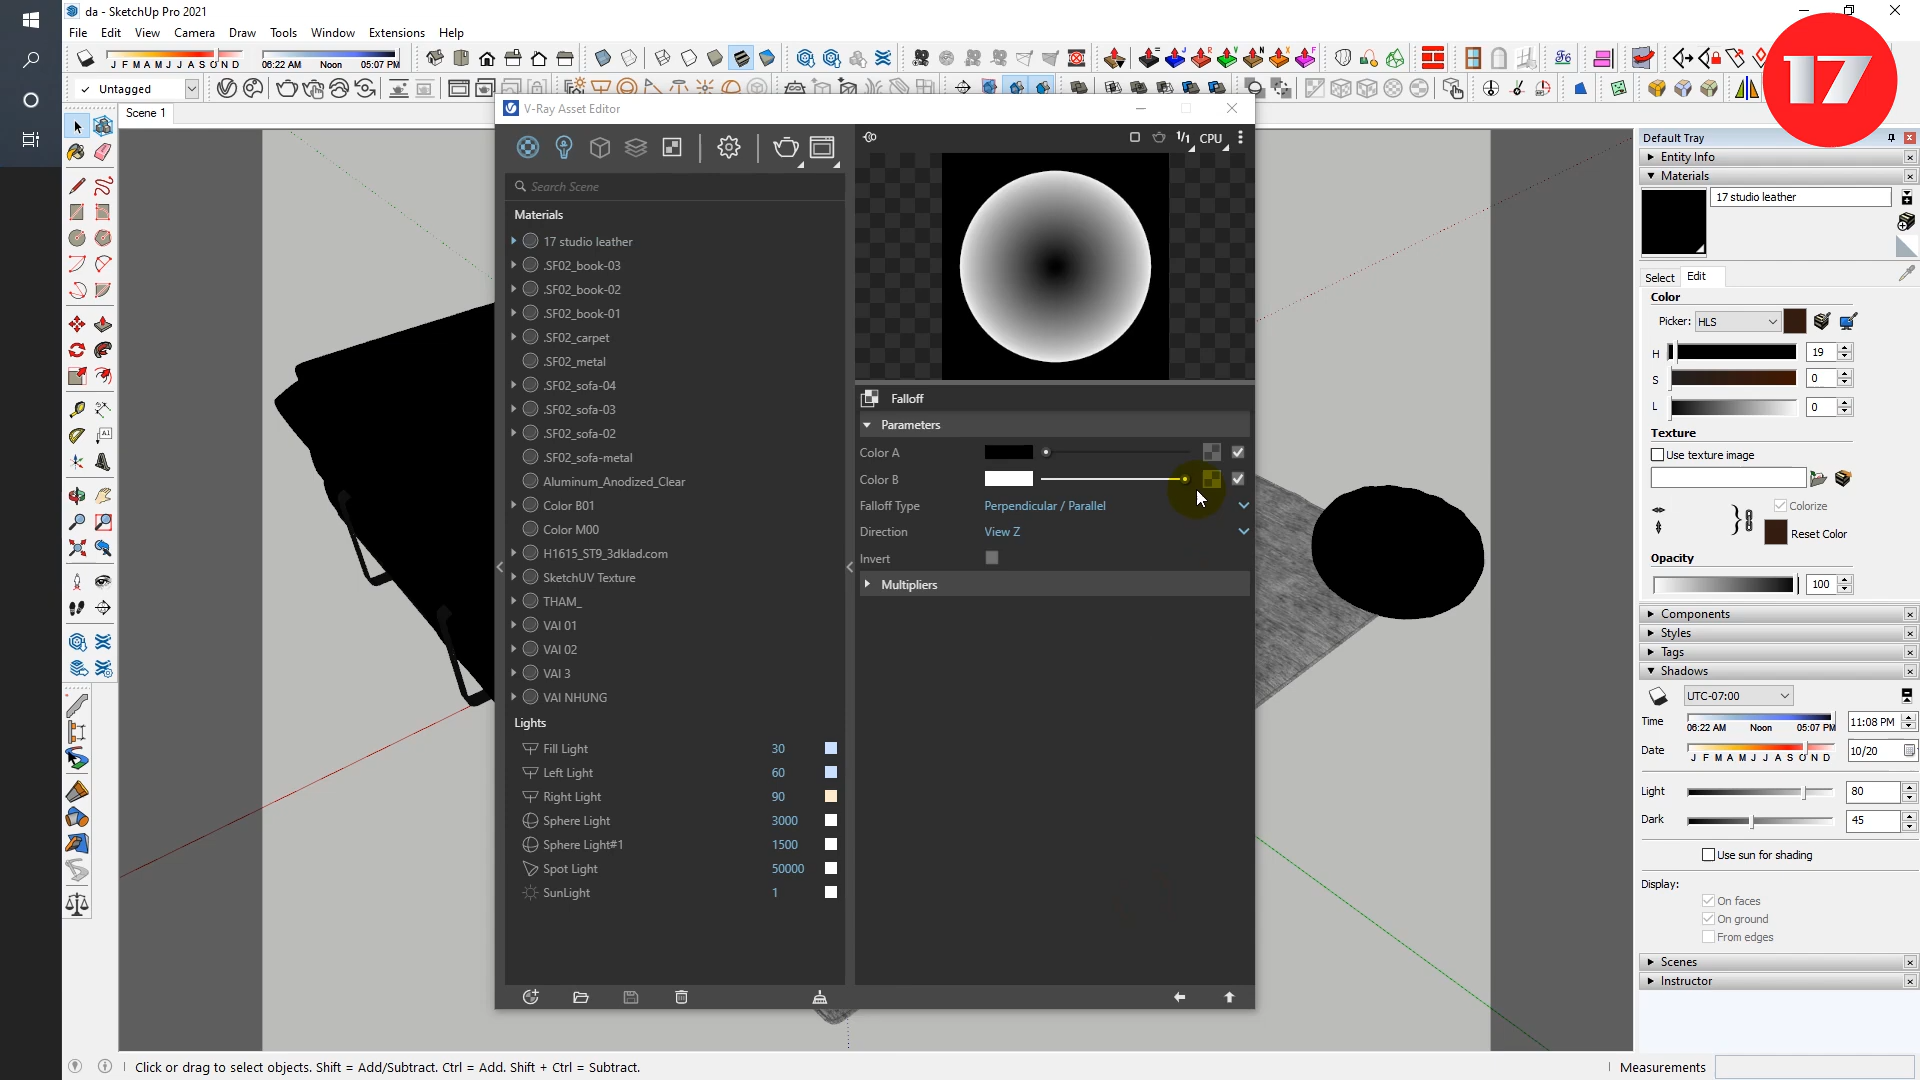 da - SketchUp Pro 2021
File Edit View Camera Draw Tools Window Extensions Help
J F M A M J J A S O N D 06:22 AM Noon 05:07 PM
Untagged
Scene 1
17
V-Ray Asset Editor
1/1 CPU
Search Scene
Materials
17 studio leather
.SF02_book-03
.SF02_book-02
.SF02_book-01
.SF02_carpet
.SF02_metal
.SF02_sofa-04
.SF02_sofa-03
.SF02_sofa-02
.SF02_sofa-metal
Aluminum_Anodized_Clear
Color B01
Color M00
H1615_ST9_3dklad.com
SketchUV Texture
THAM_
VAI 01
VAI 02
VAI 3
VAI NHUNG
Lights
Fill Light 30
Left Light 60
Right Light 90
Sphere Light 3000
Sphere Light#1 1500
Spot Light 50000
SunLight 1
Falloff
Parameters
Color A
Color B
Falloff Type Perpendicular / Parallel
Direction View Z
Invert
Multipliers
Default Tray
Entity Info
Materials
17 studio leather
Select Edit
Color
Picker: HLS
H 19
S 0
L 0
Texture
Use texture image
Colorize
Reset Color
Opacity
100
Components
Styles
Tags
Shadows
UTC-07:00
Time 06:22 AM Noon 05:07 PM 11:08 PM
Date J F M A M J J A S O N D 10/20
Light 80
Dark 45
Use sun for shading
Display:
On faces
On ground
From edges
Scenes
Instructor
Click or drag to select objects. Shift = Add/Subtract. Ctrl = Add. Shift + Ctrl = Subtract.
Measurements